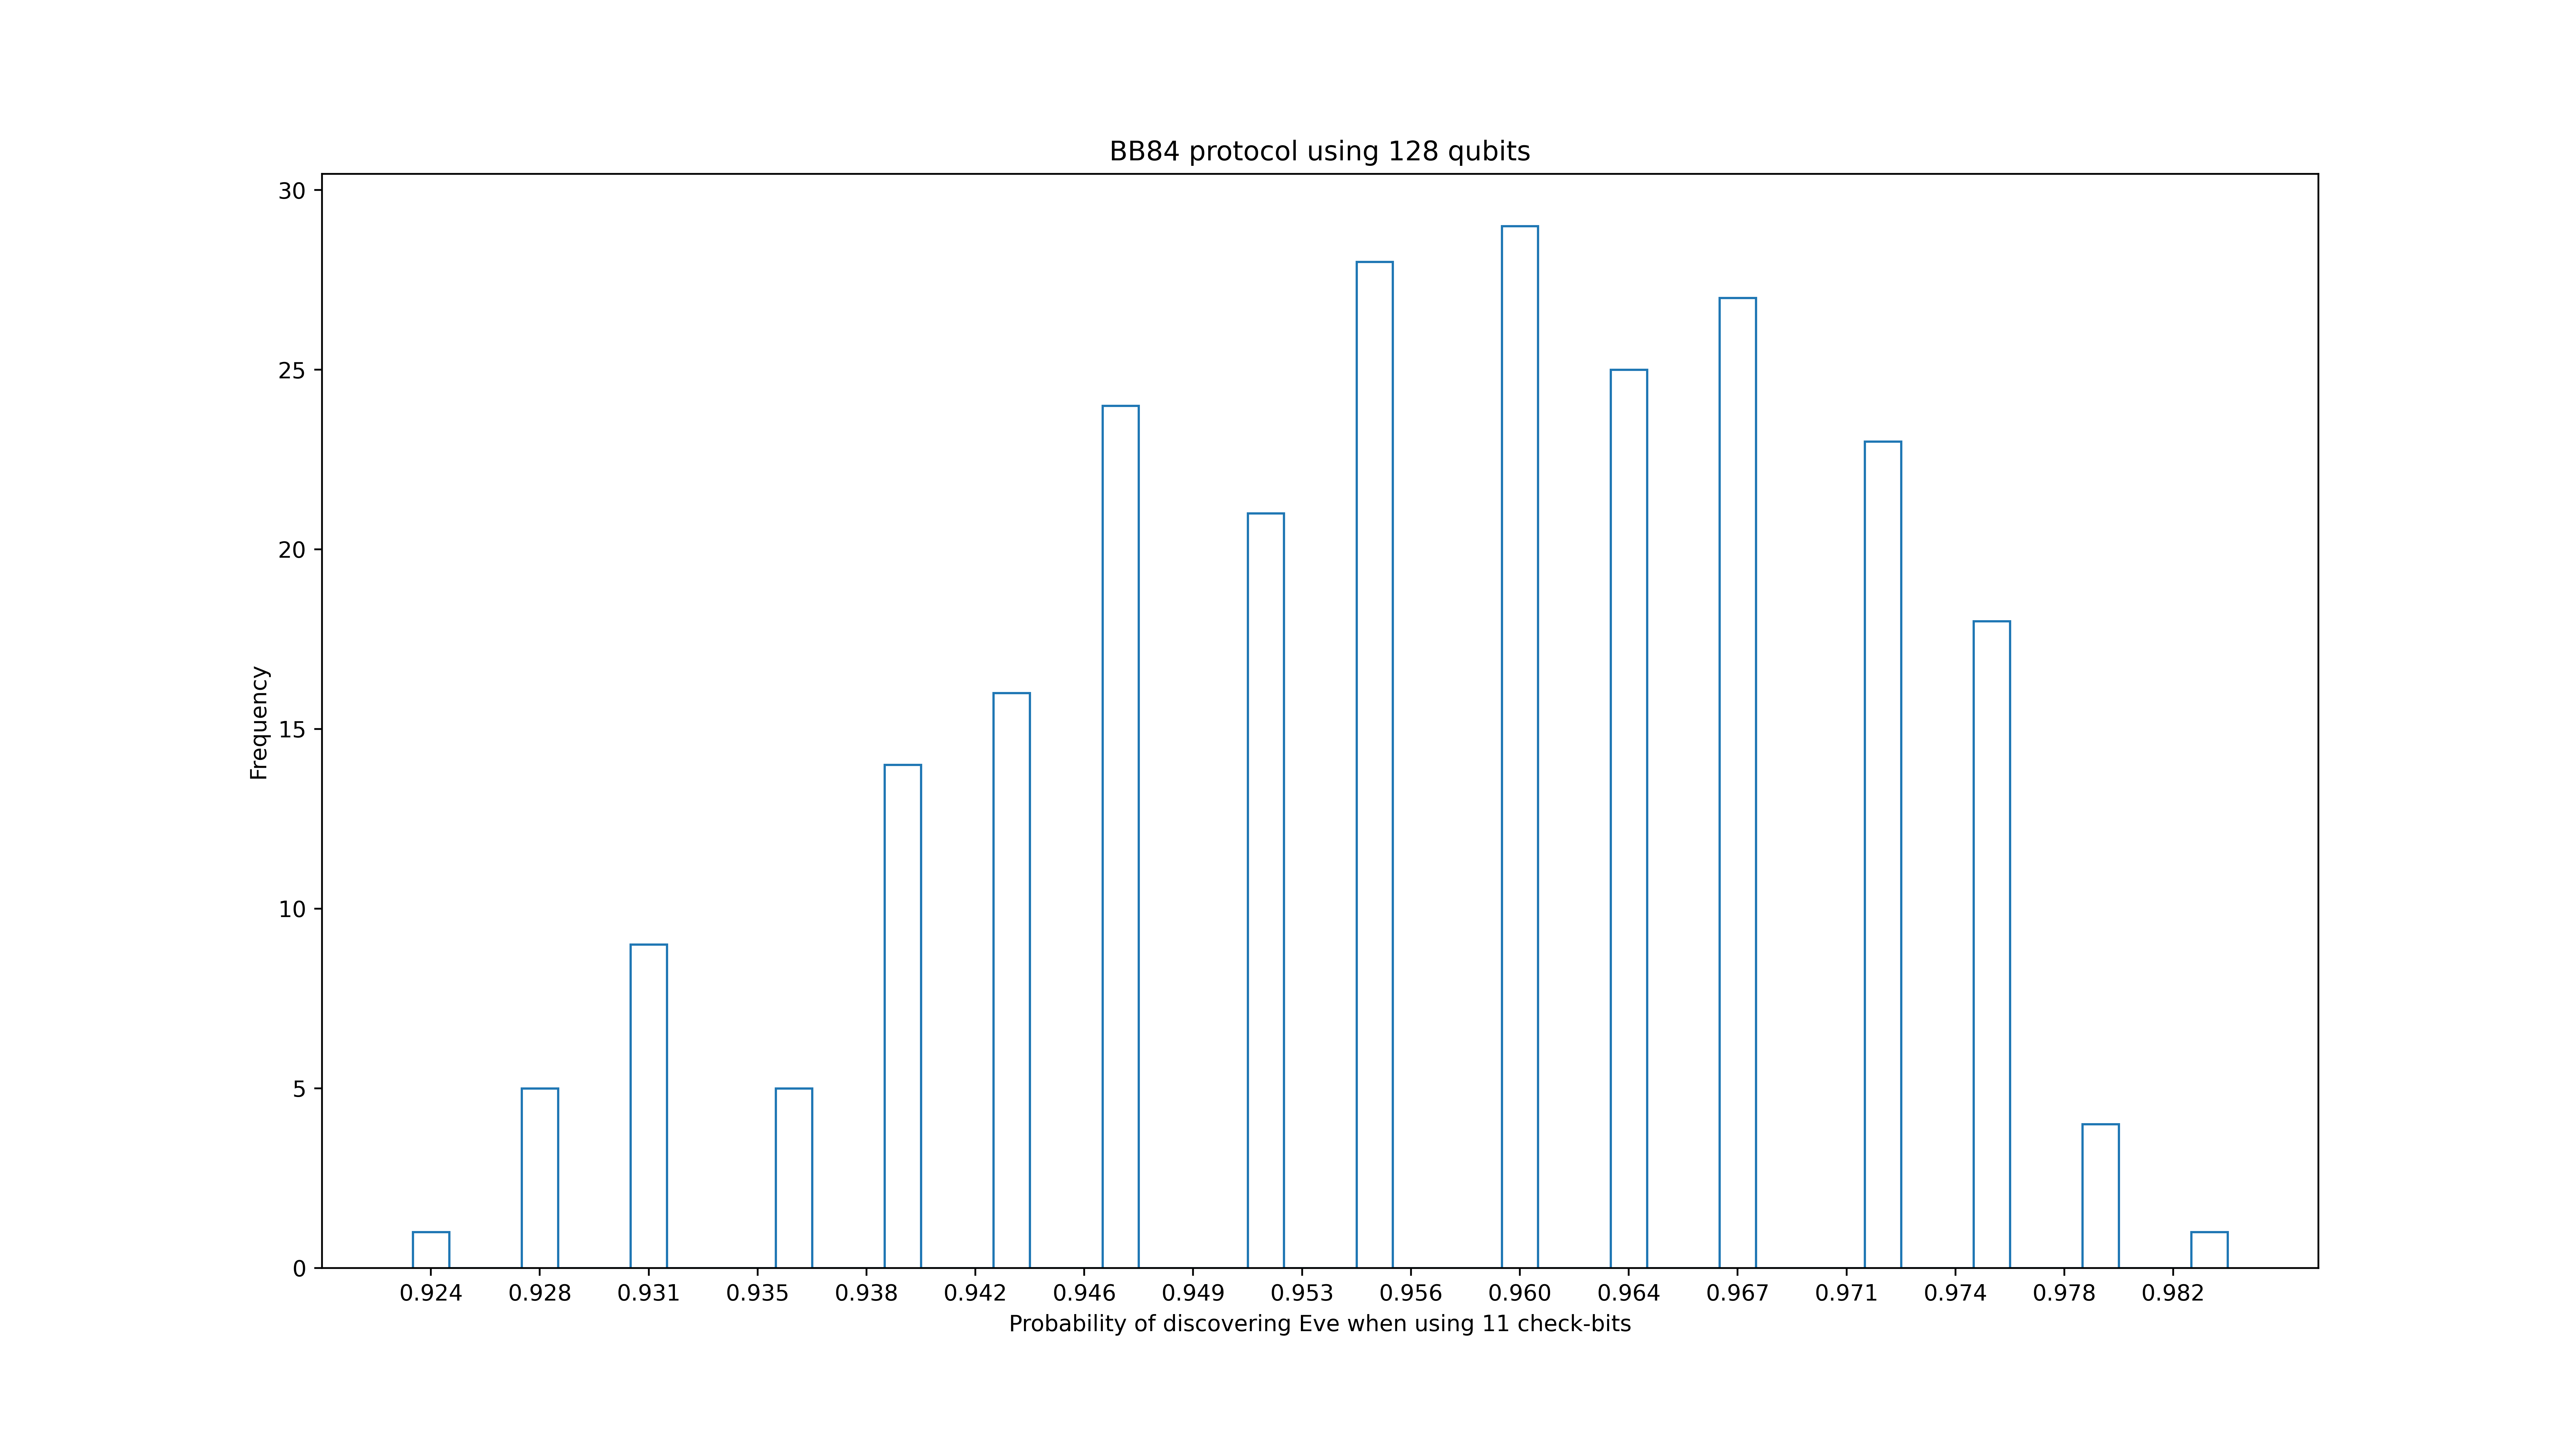 BB84 protocol using 128 qubits
30
25
20
15
10
5
0
Frequency
0.924 0.928 0.931 0.935 0.938 0.942 0.946 0.949 0.953 0.956 0.960 0.964 0.967 0.971 0.974 0.978 0.982
Probability of discovering Eve when using 11 check-bits